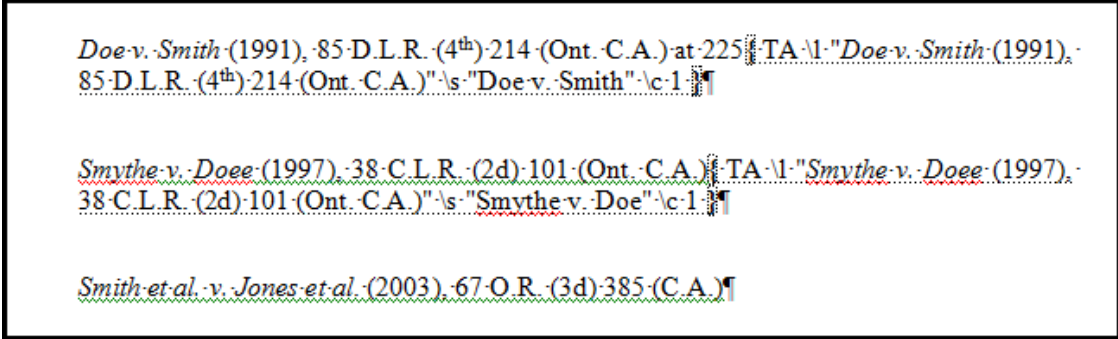 Doe v. Smith (1991), 85 D.L.R. (4th) 214 (Ont. C.A.) at 225{ TA \l "Doe v. Smith (1991),
85 D.L.R. (4th) 214 (Ont. C.A.)" \s "Doe v. Smith" \c 1 }¶
Smythe v. Doee (1997), 38 C.L.R. (2d) 101 (Ont. C.A.){ TA \l "Smythe v. Doee (1997),
38 C.L.R. (2d) 101 (Ont. C.A.)" \s "Smythe v. Doe" \c 1 }¶
Smith et al. v. Jones et al. (2003), 67 O.R. (3d) 385 (C.A.)¶